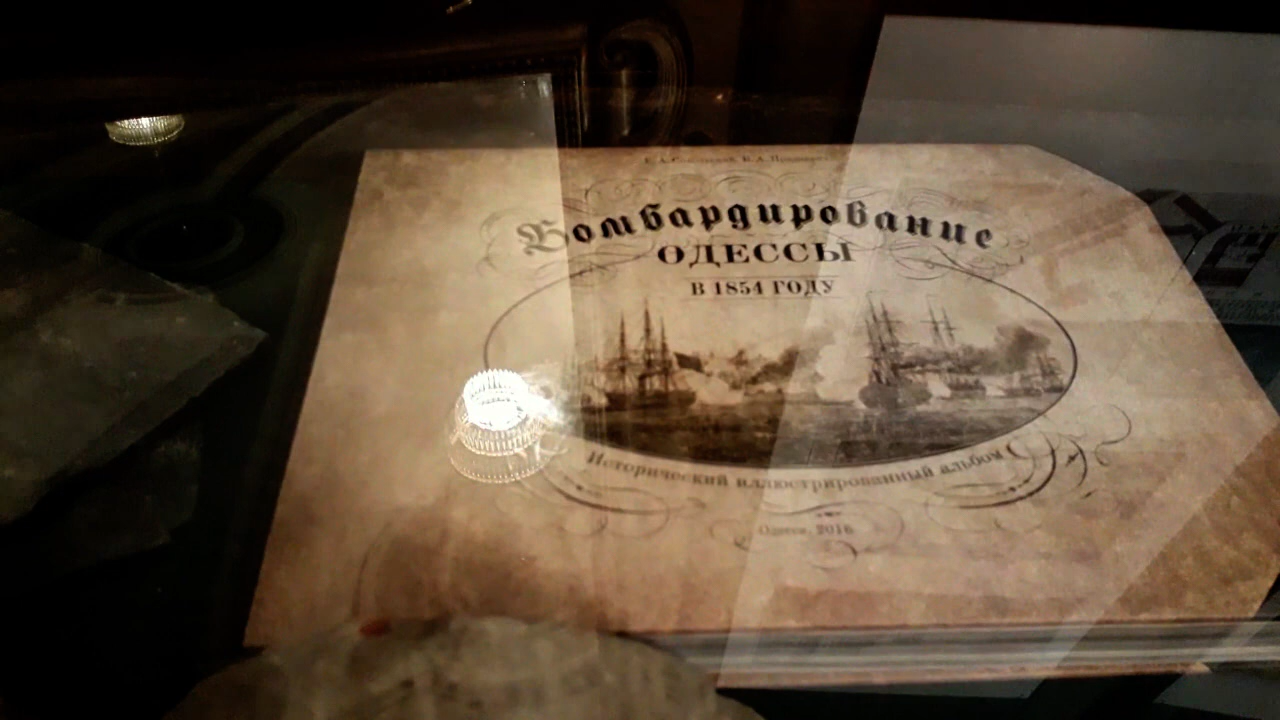 Бомбардирование
ОДЕССЫ
В 1854 ГОДУ
Исторический иллюстрированный альбом
Одесса, 2016